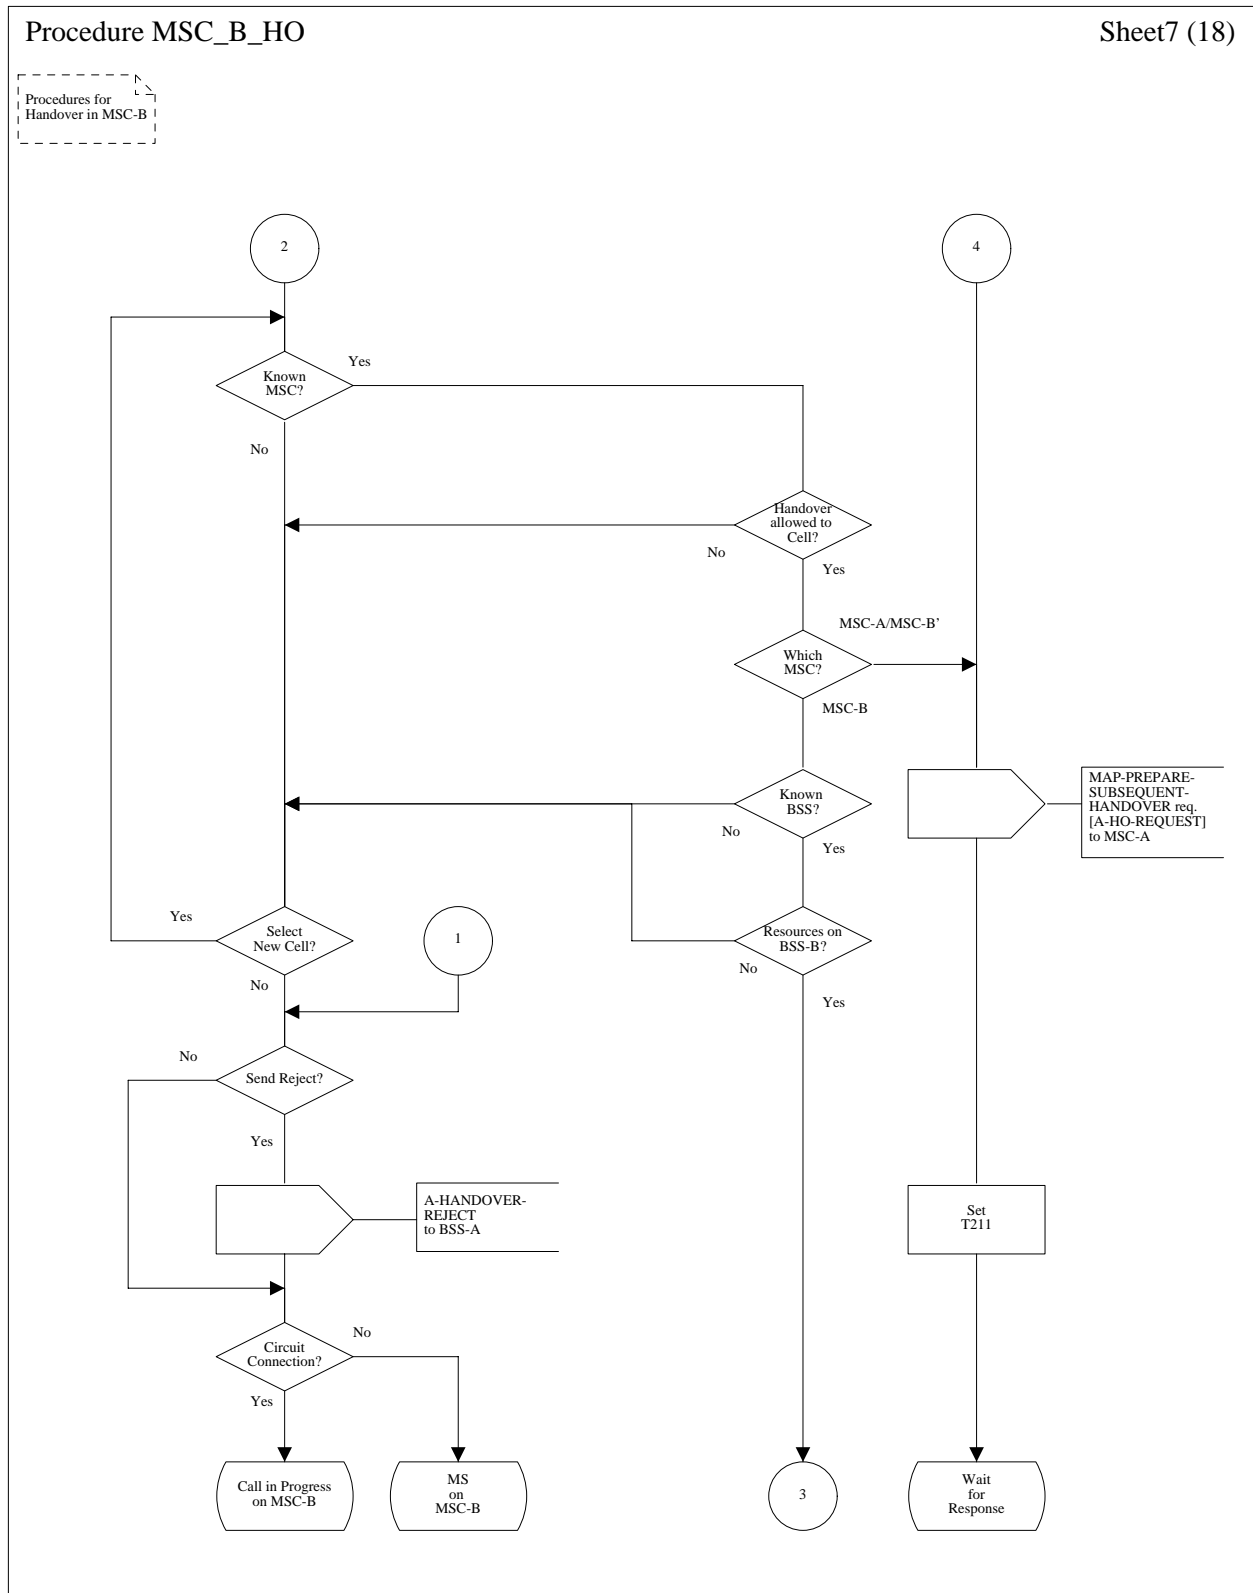 Procedure MSC_B_HO
Sheet7 (18)
Procedures for
Handover in MSC-B
2
4
Yes
Known
MSC?
No
Handover
allowed to
Cell?
No
Yes
MSC-A/MSC-B’
Which
MSC?
MSC-B
Known
BSS?
No
Yes
MAP-PREPARE-
SUBSEQUENT-
HANDOVER req.
[A-HO-REQUEST]
to MSC-A
Yes
Select
New Cell?
No
1
Resources on
BSS-B?
No
Yes
No
Send Reject?
Yes
A-HANDOVER-
REJECT
to BSS-A
Set
T211
No
Circuit
Connection?
Yes
Call in Progress
on MSC-B
MS
on
MSC-B
3
Wait
for
Response